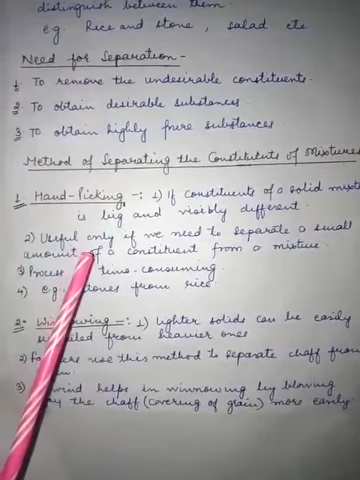 distinguish between them.
e.g. Rice and stone, salad etc
Need for Separation -
1. To remove the undesirable constituents.
2. To obtain desirable substances.
3. To obtain highly pure substances
Method of Separating the Constituents of Mixtures
1. Hand-Picking -: 1) If constituents of a solid
is big and visibly different.
2) Useful only if we need to separate a small
amount of a constituent from a mixture.
3) Process time-consuming
4) e.g. from rice
2. Winnowing -: 1) Lighter solids can be easily
from heavier ones
2) use this method to separate chaff from
3) wind helps in winnowing by blowing
the chaff (covering of grain) more easily